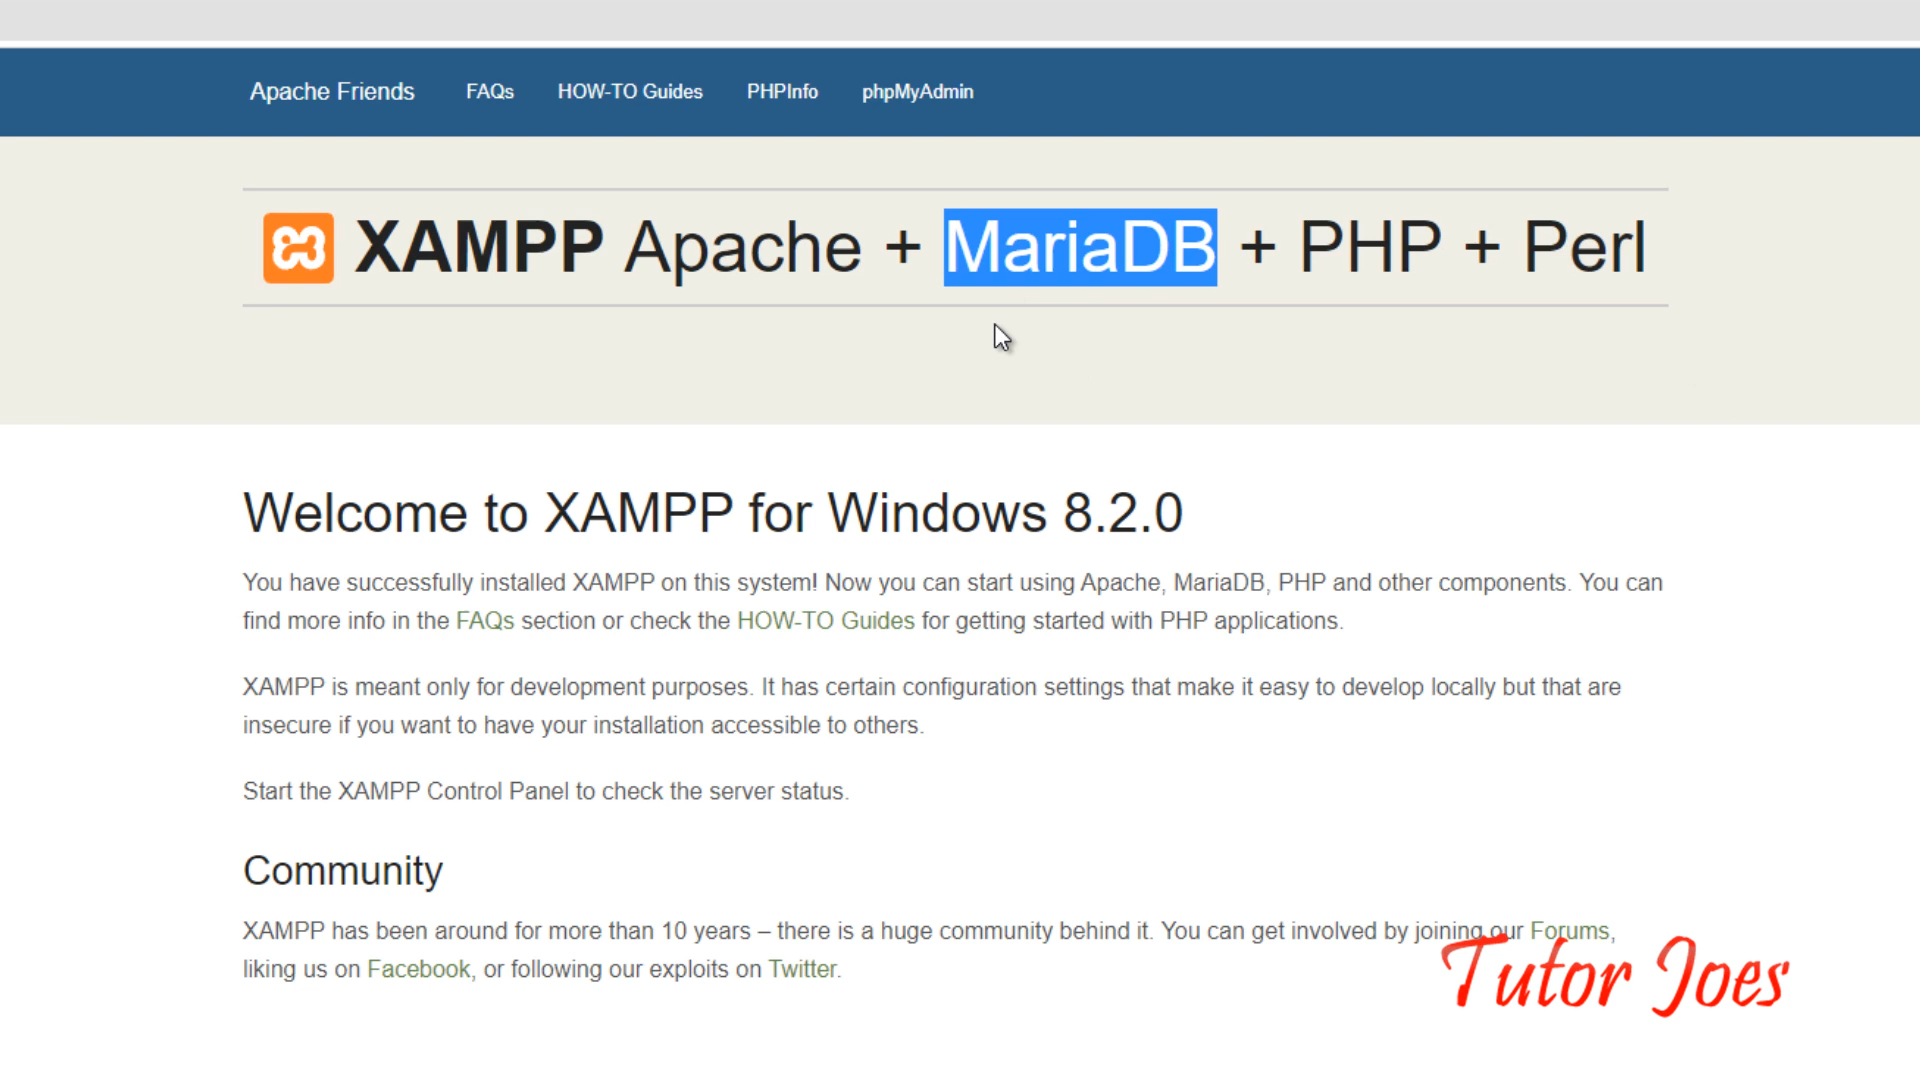 Apache Friends FAQs HOW-TO Guides PHPInfo phpMyAdmin
XAMPP Apache + MariaDB + PHP + Perl
Welcome to XAMPP for Windows 8.2.0
You have successfully installed XAMPP on this system! Now you can start using Apache, MariaDB, PHP and other components. You can
find more info in the FAQs section or check the HOW-TO Guides for getting started with PHP applications.
XAMPP is meant only for development purposes. It has certain configuration settings that make it easy to develop locally but that are
insecure if you want to have your installation accessible to others.
Start the XAMPP Control Panel to check the server status.
Community
XAMPP has been around for more than 10 years – there is a huge community behind it. You can get involved by joining our Forums,
liking us on Facebook, or following our exploits on Twitter.
Tutor Joes